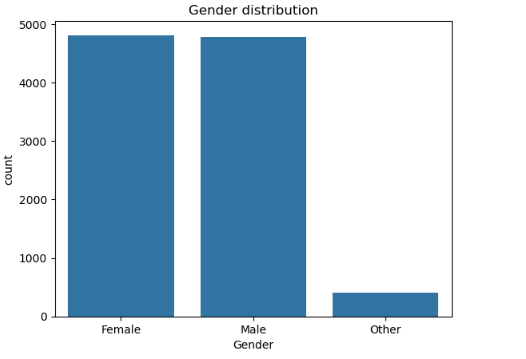 Gender distribution
5000
4000
3000
2000
1000
0
count
Female Male Other
Gender